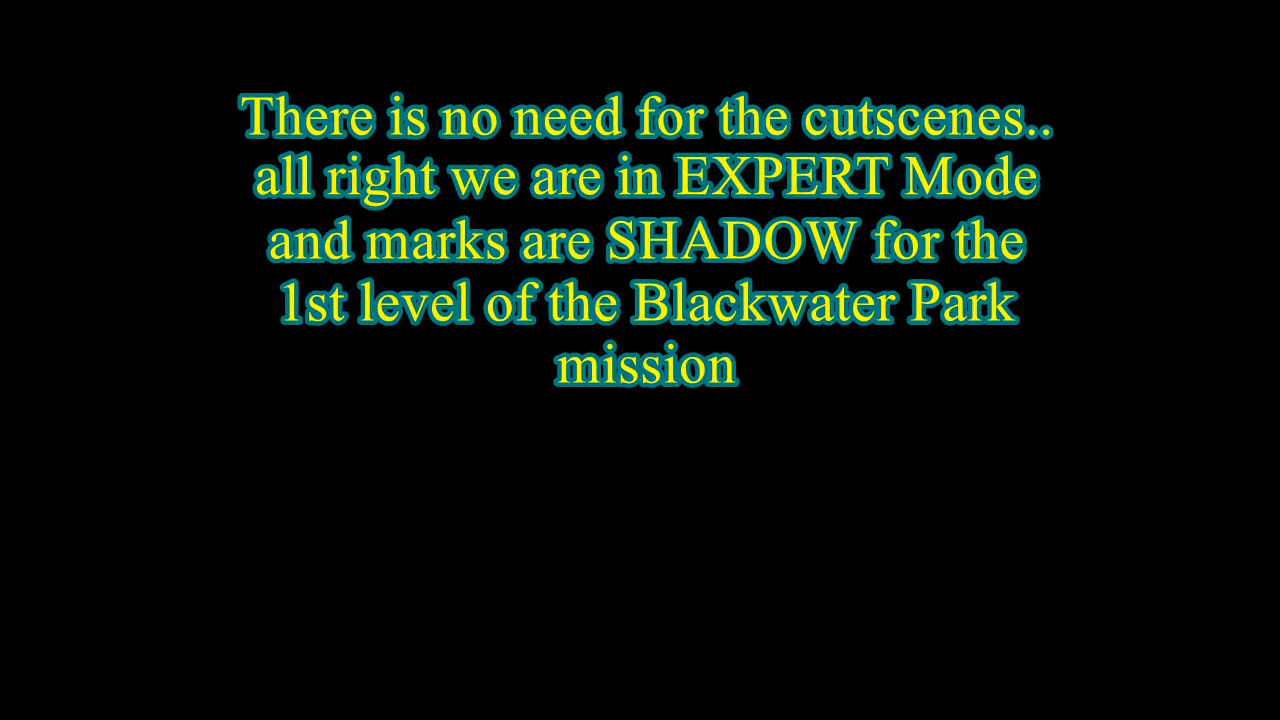 There is no need for the cutscenes..
all right we are in EXPERT Mode
and marks are SHADOW for the
1st level of the Blackwater Park
mission